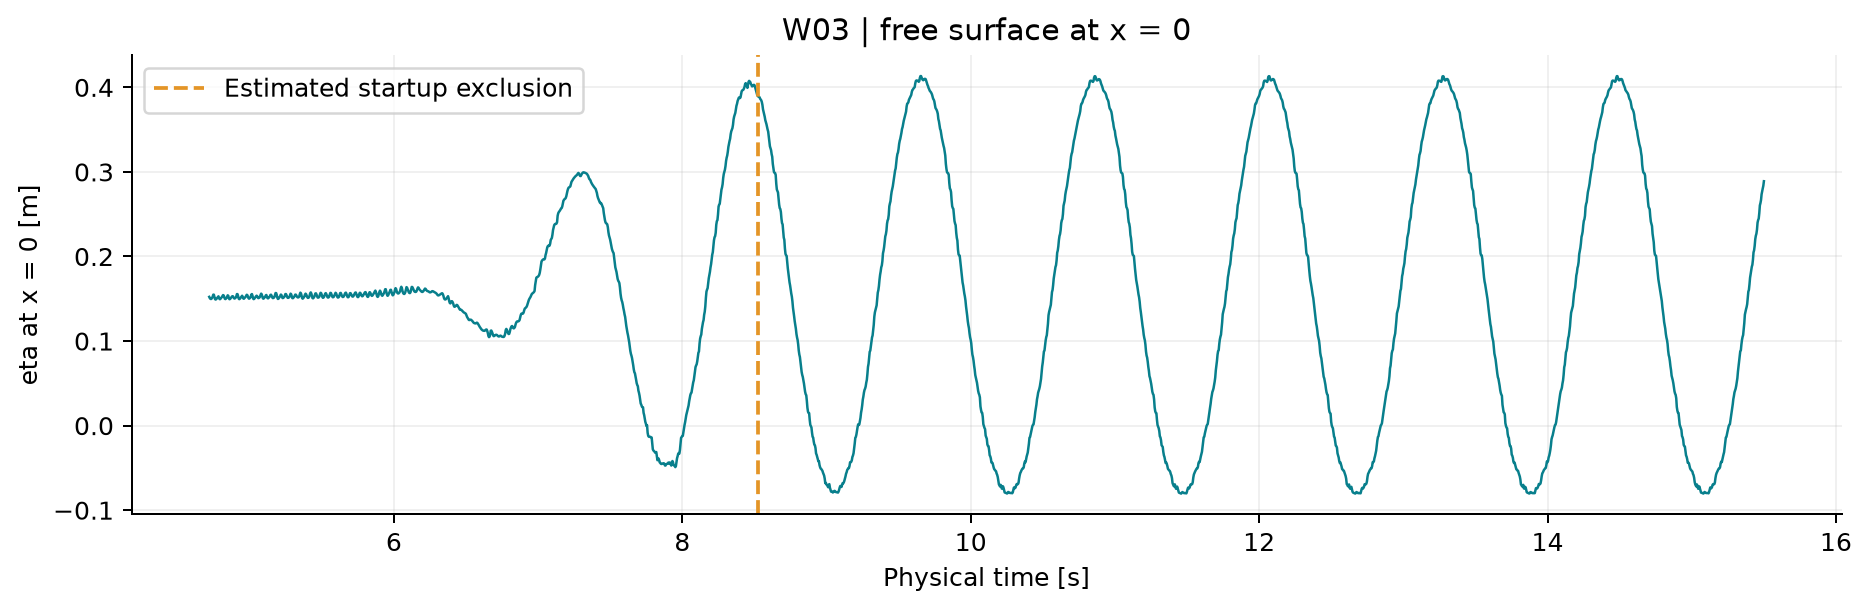 W03 | free surface at x = 0
Estimated startup exclusion
eta at x = 0 [m]
0.4
0.3
0.2
0.1
0.0
−0.1
6 8 10 12 14 16
Physical time [s]